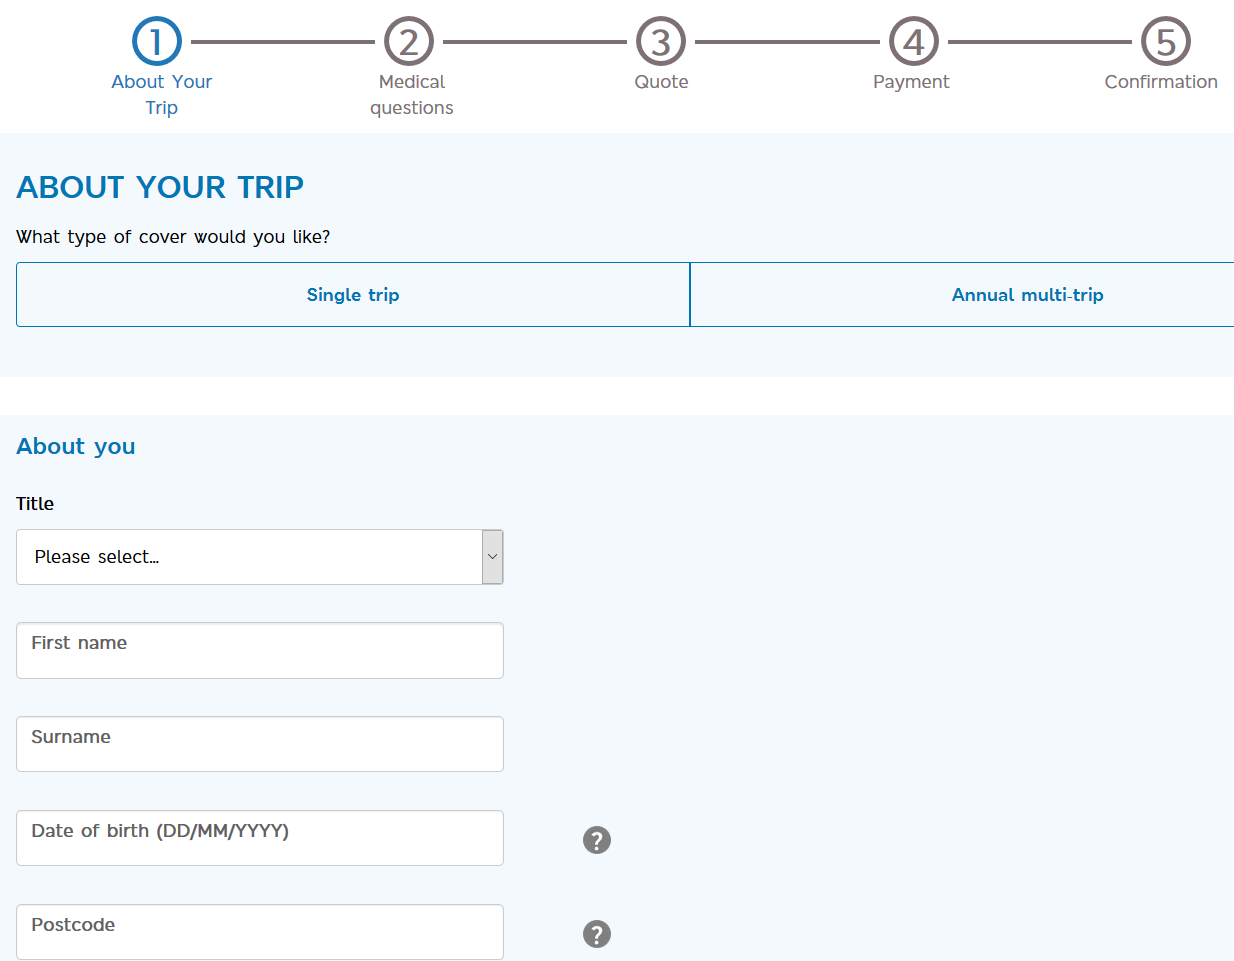 1 2 3 4 5
About Your Trip
Medical questions
Quote
Payment
Confirmation
ABOUT YOUR TRIP
What type of cover would you like?
Single trip
Annual multi-trip
About you
Title
Please select...
First name
Surname
Date of birth (DD/MM/YYYY)
?
Postcode
?